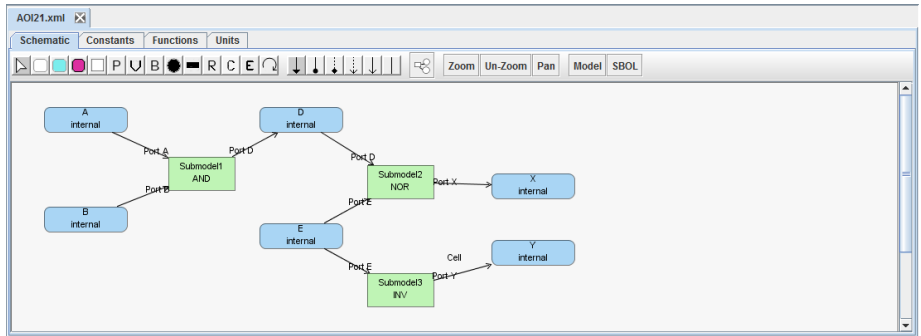 AOI21.xml
Schematic Constants Functions Units
P V B R C E Zoom Un-Zoom Pan Model SBOL
A
internal
D
internal
Port A
Port D
Submodel1
AND
Port D
Submodel2
NOR
Port X
X
internal
Port B
B
internal
Port E
E
internal
Y
internal
Cell
Port E
Submodel3
INV
Port Y